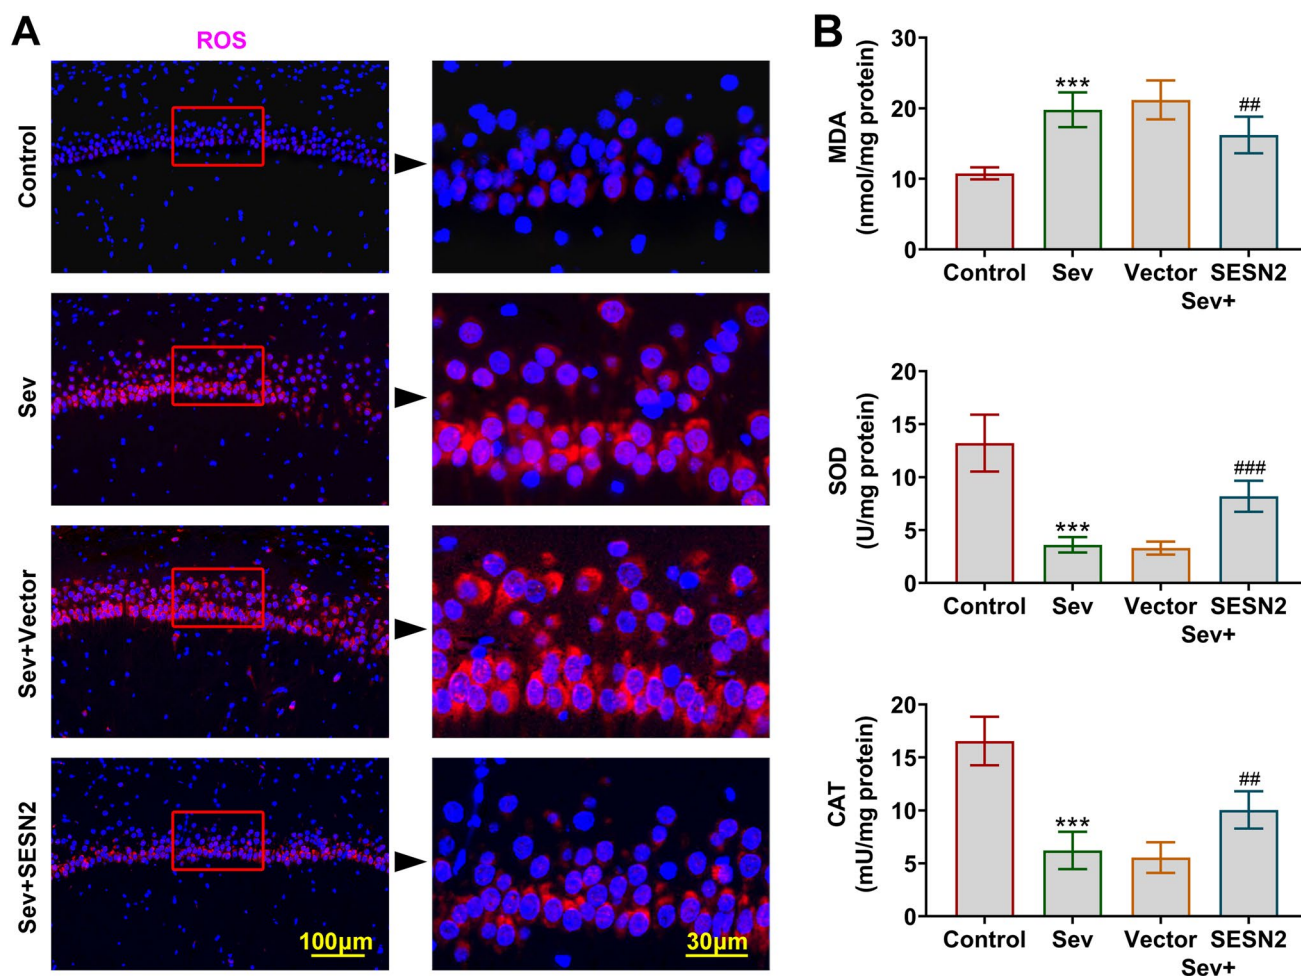 A
ROS
Control
Sev
Sev+Vector
Sev+SESN2
100μm
30μm
B
MDA
(nmol/mg protein)
30
20
10
0
***
##
Control Sev Vector SESN2
Sev+
SOD
(U/mg protein)
20
15
10
5
0
***
###
Control Sev Vector SESN2
Sev+
CAT
(mU/mg protein)
20
15
10
5
0
***
##
Control Sev Vector SESN2
Sev+